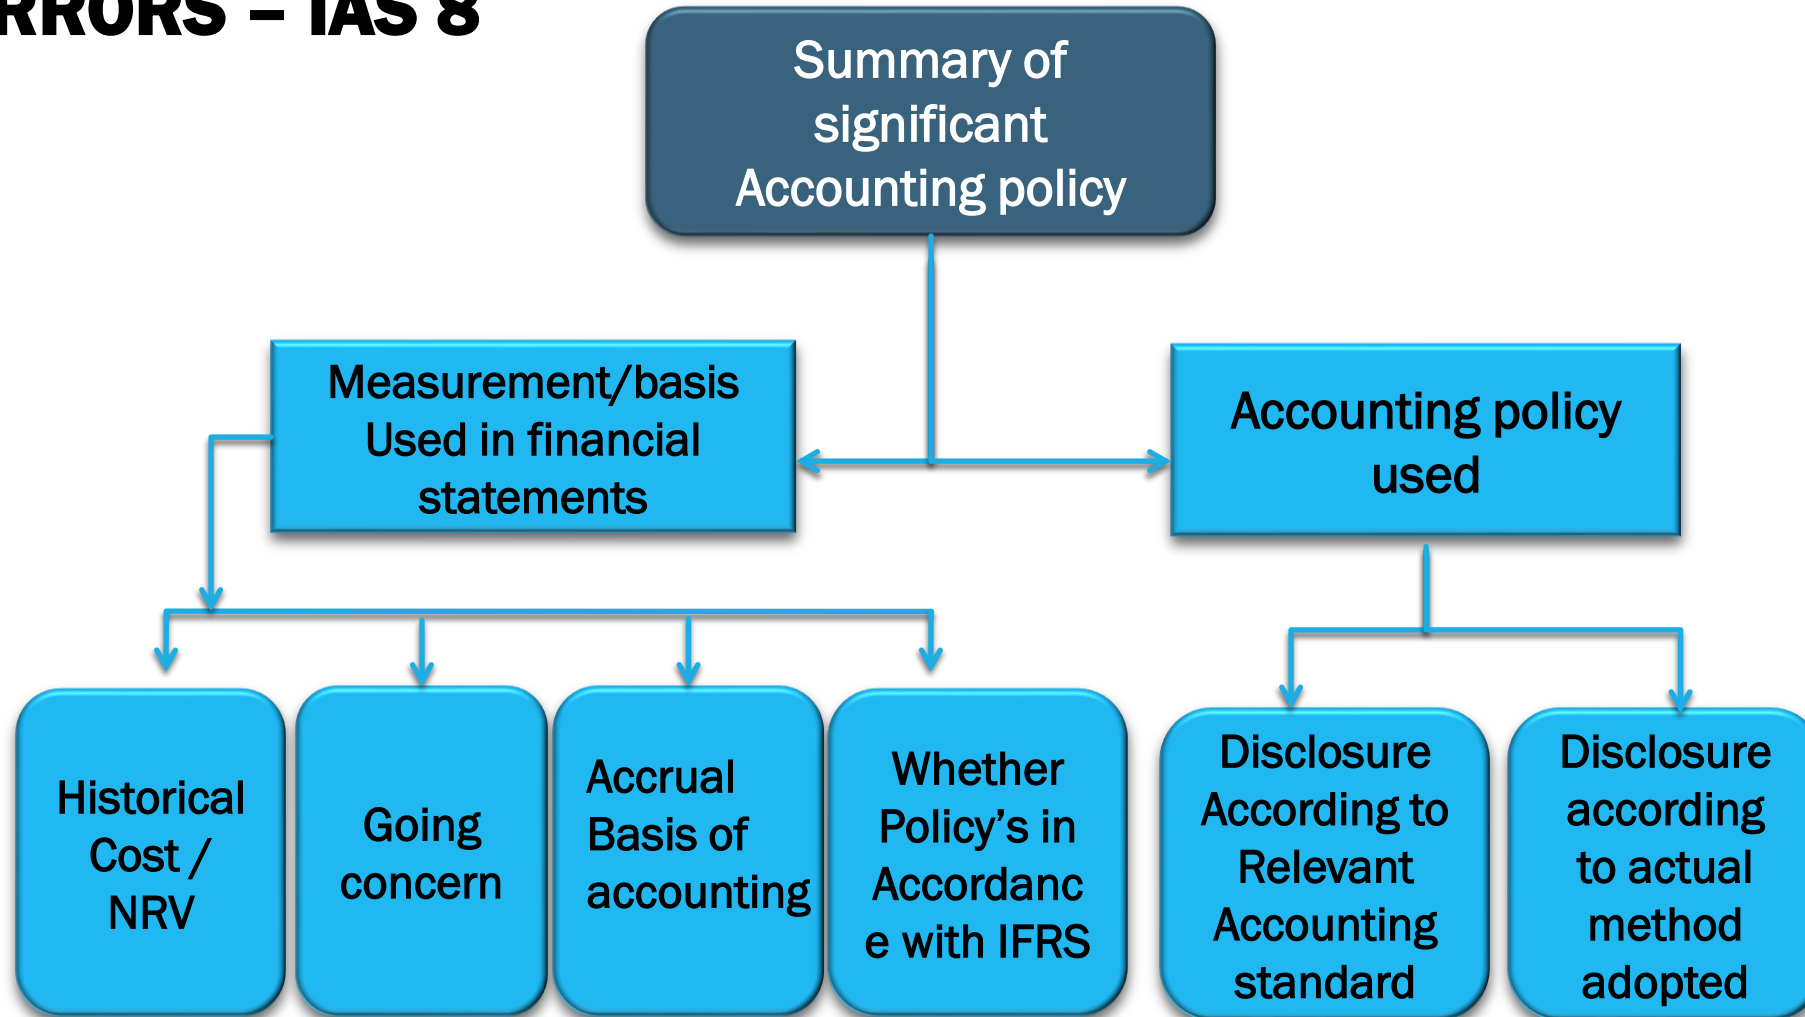 RRORS – IAS 8
Summary of
significant
Accounting policy
Measurement/basis
Used in financial
statements
Accounting policy
used
Historical
Cost /
NRV
Going
concern
Accrual
Basis of
accounting
Whether
Policy’s in
Accordanc
e with IFRS
Disclosure
According to
Relevant
Accounting
standard
Disclosure
according
to actual
method
adopted